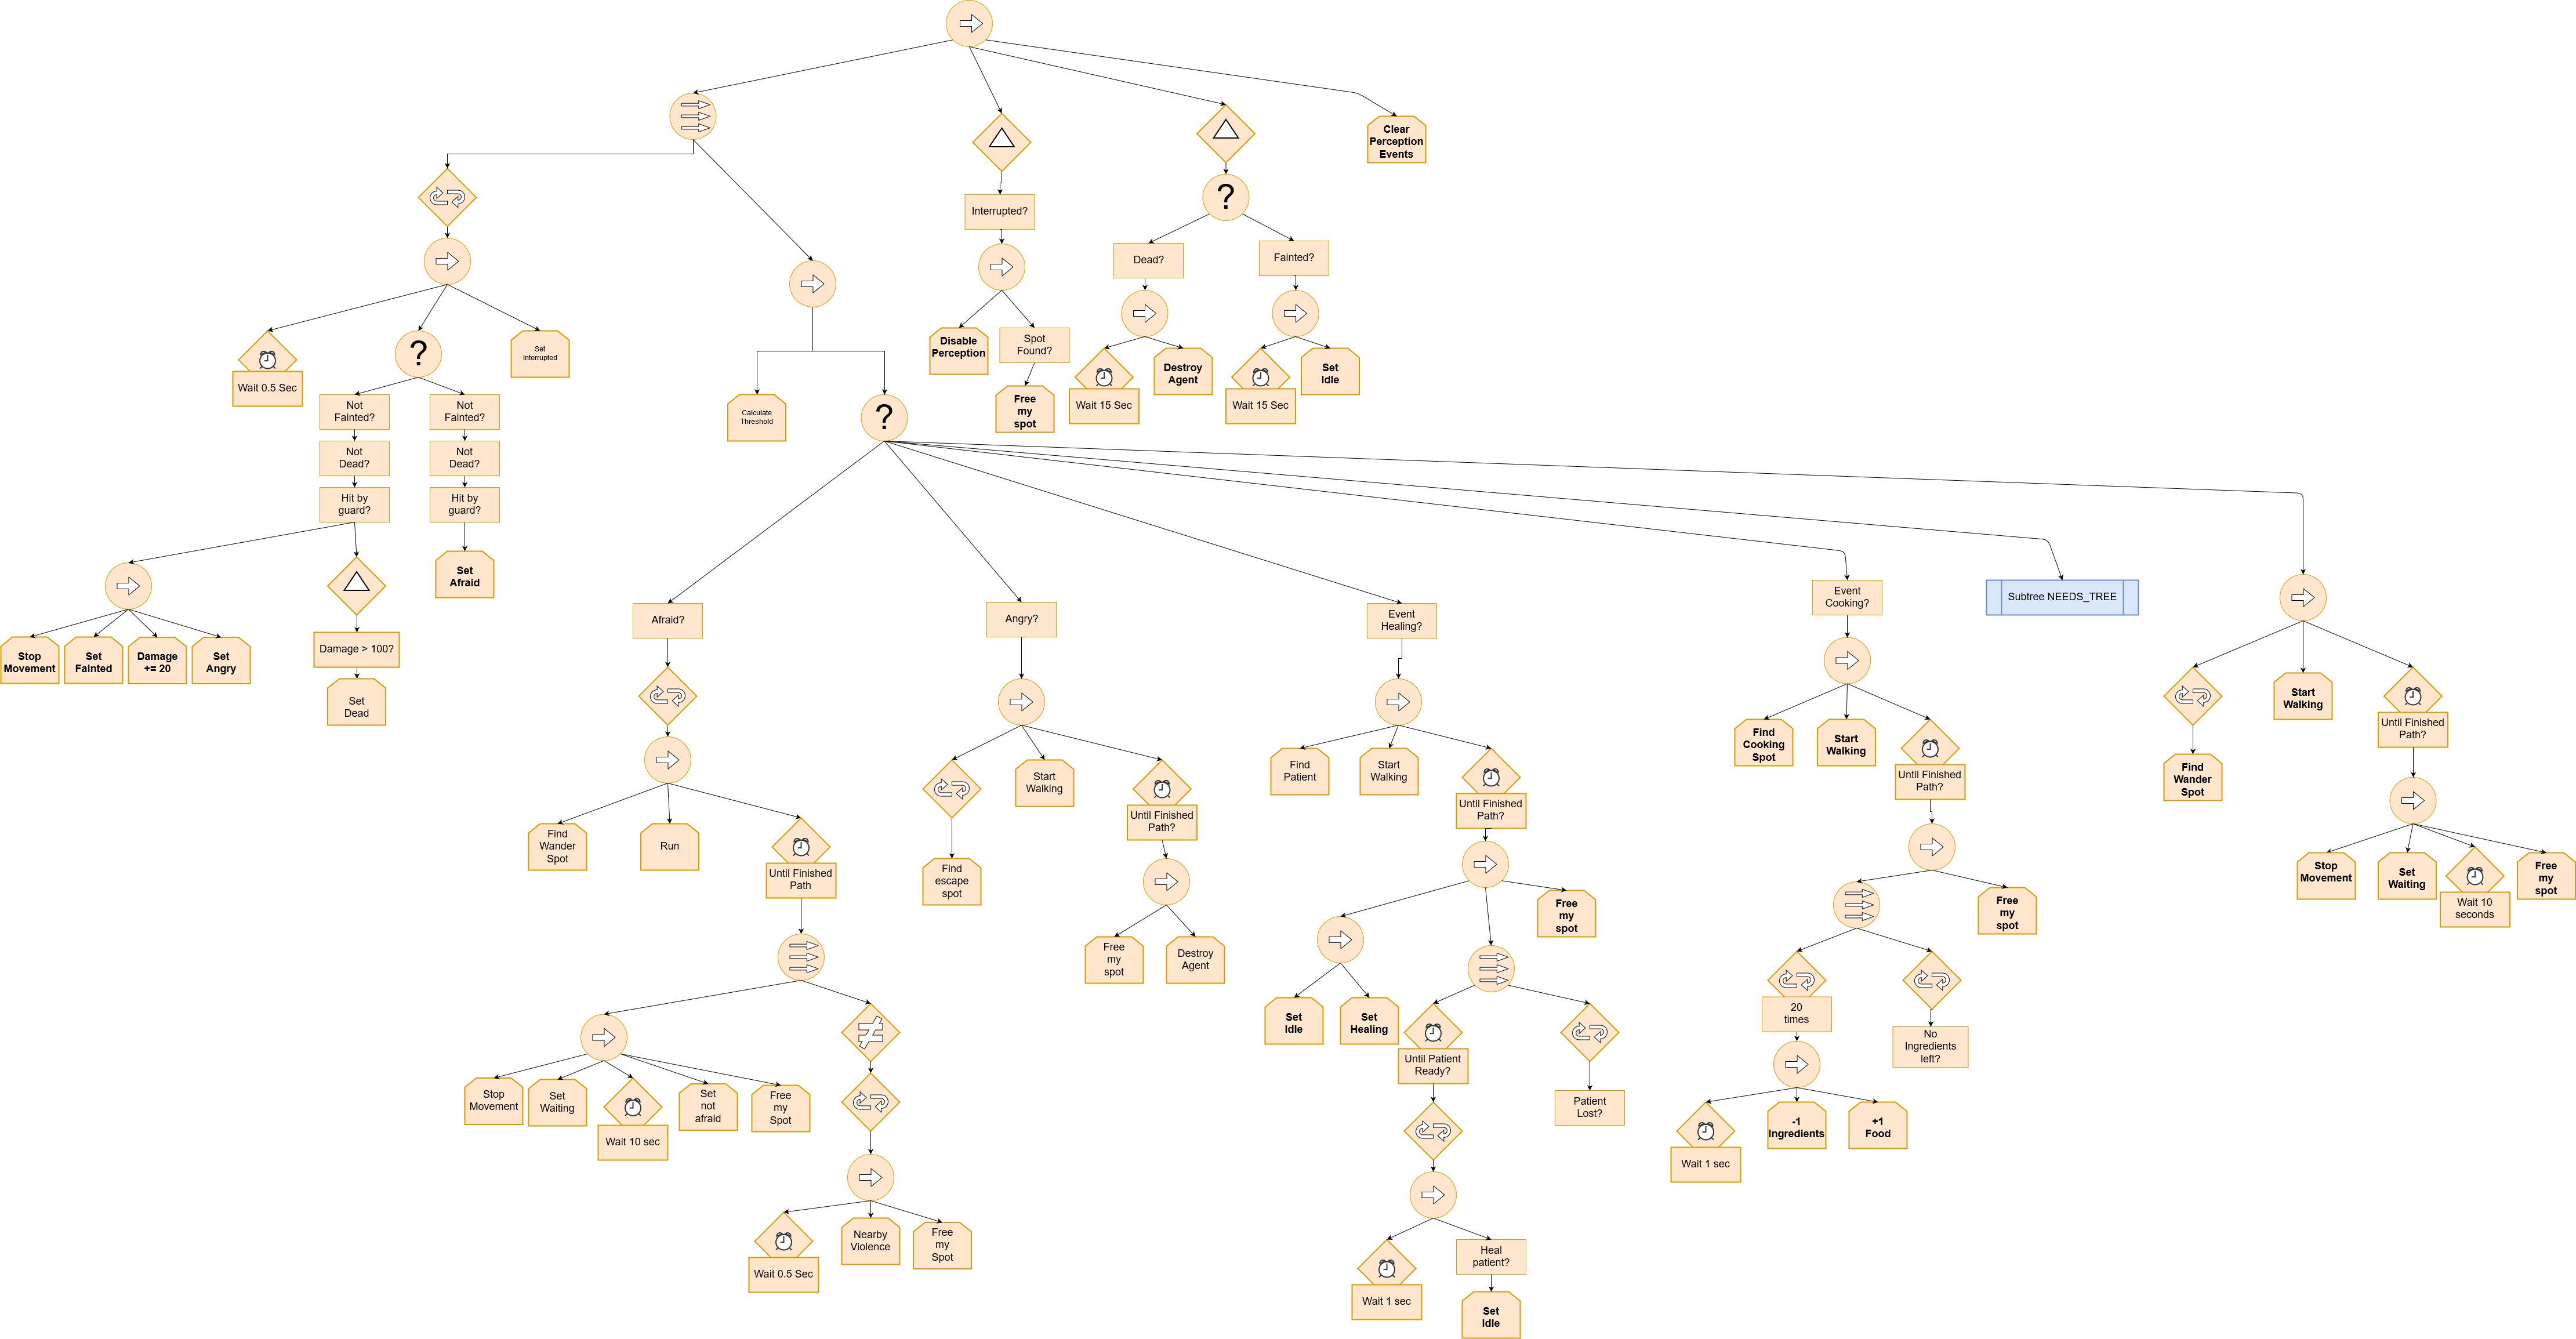 Clear
Perception
Events
Interrupted?
?
Dead?
Fainted?
Set
Interrupted
?
Wait 0.5 Sec
Disable
Perception
Spot
Found?
Free
my
spot
Wait 15 Sec
Destroy
Agent
Wait 15 Sec
Set
Idle
Not
Fainted?
Not
Fainted?
Not
Dead?
Not
Dead?
Hit by
guard?
Hit by
guard?
Calculate
Threshold
?
Set
Afraid
Stop
Movement
Set
Fainted
Damage
+= 20
Set
Angry
Damage > 100?
Set
Dead
Afraid?
Angry?
Event
Healing?
Event
Cooking?
Subtree NEEDS_TREE
Find
Wander
Spot
Run
Until Finished
Path
Find
escape
spot
Start
Walking
Until Finished
Path?
Free
my
spot
Destroy
Agent
Find
Patient
Start
Walking
Until Finished
Path?
Free
my
spot
Find
Cooking
Spot
Start
Walking
Until Finished
Path?
Free
my
spot
Find
Wander
Spot
Start
Walking
Until Finished
Path?
Stop
Movement
Set
Waiting
Wait 10
seconds
Free
my
spot
Stop
Movement
Set
Waiting
Wait 10 sec
Set
not
afraid
Free
my
Spot
Wait 0.5 Sec
Nearby
Violence
Free
my
Spot
Set
Idle
Set
Healing
Until Patient
Ready?
Patient
Lost?
Wait 1 sec
Heal
patient?
Set
Idle
20
times
No
Ingredients
left?
Wait 1 sec
-1
Ingredients
+1
Food